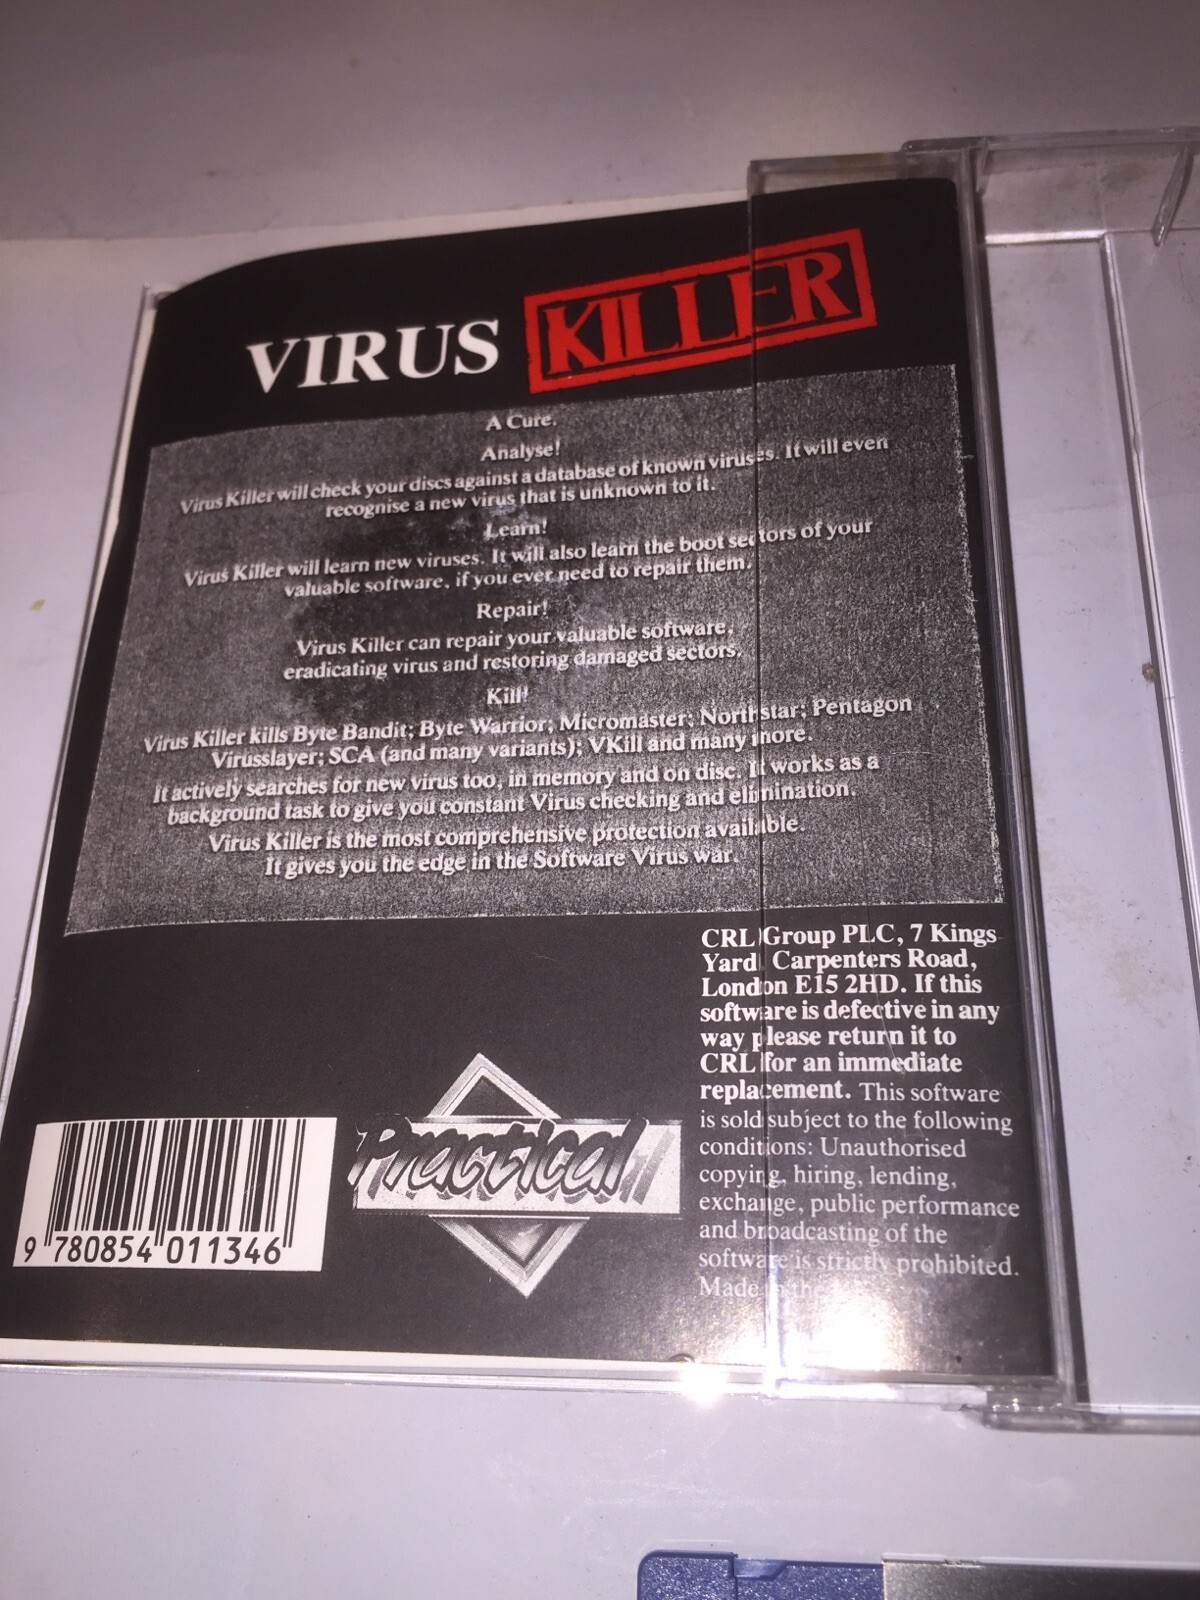 VIRUS KILLER
A Cure.
Analyse!
Virus Killer will check your discs against a database of known viruses. It will even
recognise a new virus that is unknown to it.
Learn!
Virus Killer will learn new viruses. It will also learn the boot sectors of your
valuable software, if you ever need to repair them.
Repair!
Virus Killer can repair your valuable software,
eradicating virus and restoring damaged sectors.
Kill!
Virus Killer kills Byte Bandit; Byte Warrior; Micromaster; Northstar; Pentagon
Virusslayer; SCA (and many variants); VKill and many more.
It actively searches for new virus too, in memory and on disc. It works as a
background task to give you constant Virus checking and elimination.
Virus Killer is the most comprehensive protection available.
It gives you the edge in the Software Virus war.
CRL Group PLC, 7 Kings
Yard, Carpenters Road,
London E15 2HD. If this
software is defective in any
way please return it to
CRL for an immediate
replacement. This software
is sold subject to the following
conditions: Unauthorised
copying, hiring, lending,
exchange, public performance
and broadcasting of the
software is strictly prohibited.
Made in the
Practical
9 780854 011346